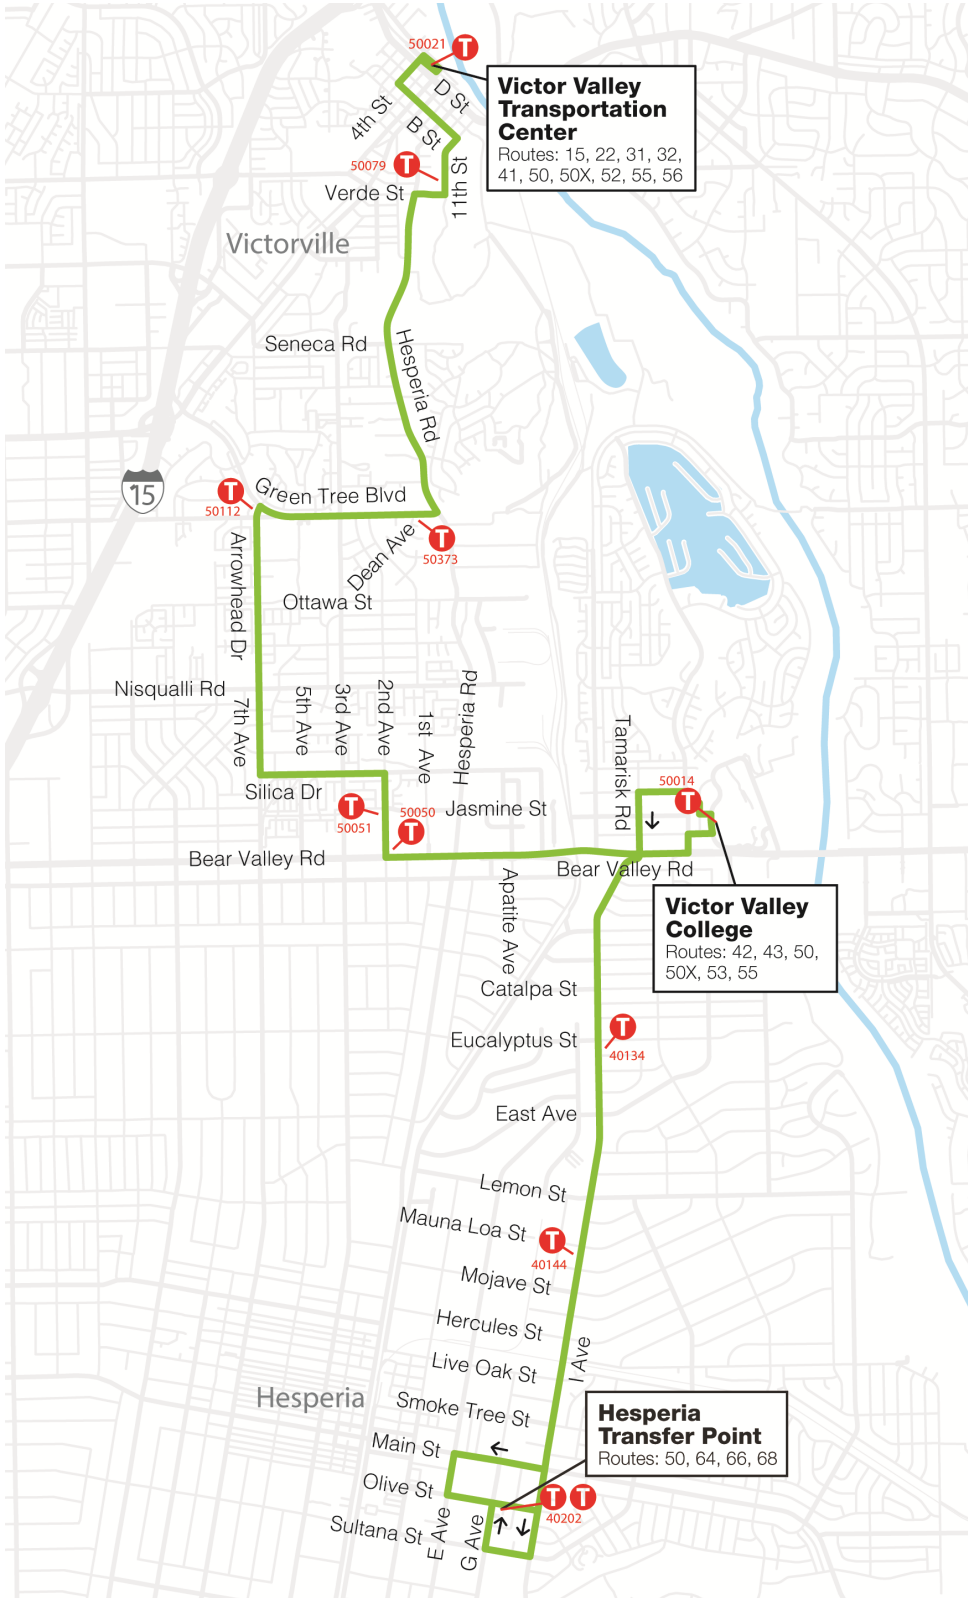 50021
T
Victor Valley
Transportation
Center
Routes: 15, 22, 31, 32,
41, 50, 50X, 52, 55, 56
D St
4th St
B St
50079
T
11th St
Verde St
Victorville
Seneca Rd
Hesperia Rd
15
T
50112
Green Tree Blvd
Dean Ave
T
50373
Arrowhead Dr
Ottawa St
Nisqualli Rd
7th Ave
5th Ave
3rd Ave
2nd Ave
1st Ave
Hesperia Rd
Tamarisk Rd
Silica Dr
T
50051
50050
T
Jasmine St
50014
T
Bear Valley Rd
Bear Valley Rd
Apatite Ave
Victor Valley
College
Routes: 42, 43, 50,
50X, 53, 55
Catalpa St
Eucalyptus St
T
40134
East Ave
Lemon St
Mauna Loa St
T
40144
Mojave St
Hercules St
I Ave
Live Oak St
Hesperia
Smoke Tree St
Hesperia
Transfer Point
Routes: 50, 64, 66, 68
Main St
Olive St
T T
40202
Sultana St
E Ave
G Ave